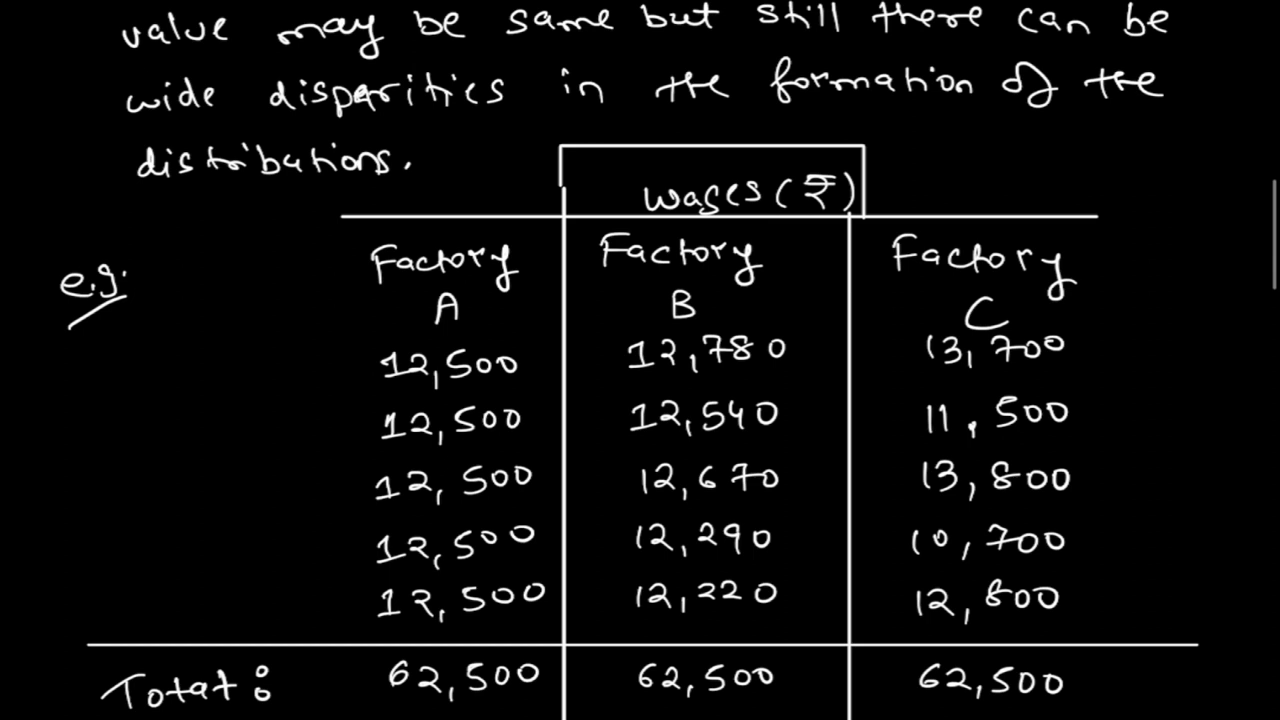 value may be same but still there can be
wide disparities in the formation of the
distributions.
wages (₹)
e.g.
Factory A Factory B Factory C
12,500 12,780 13,700
12,500 12,540 11,500
12,500 12,670 13,800
12,500 12,290 10,700
12,500 12,220 12,800
Total: 62,500 62,500 62,500